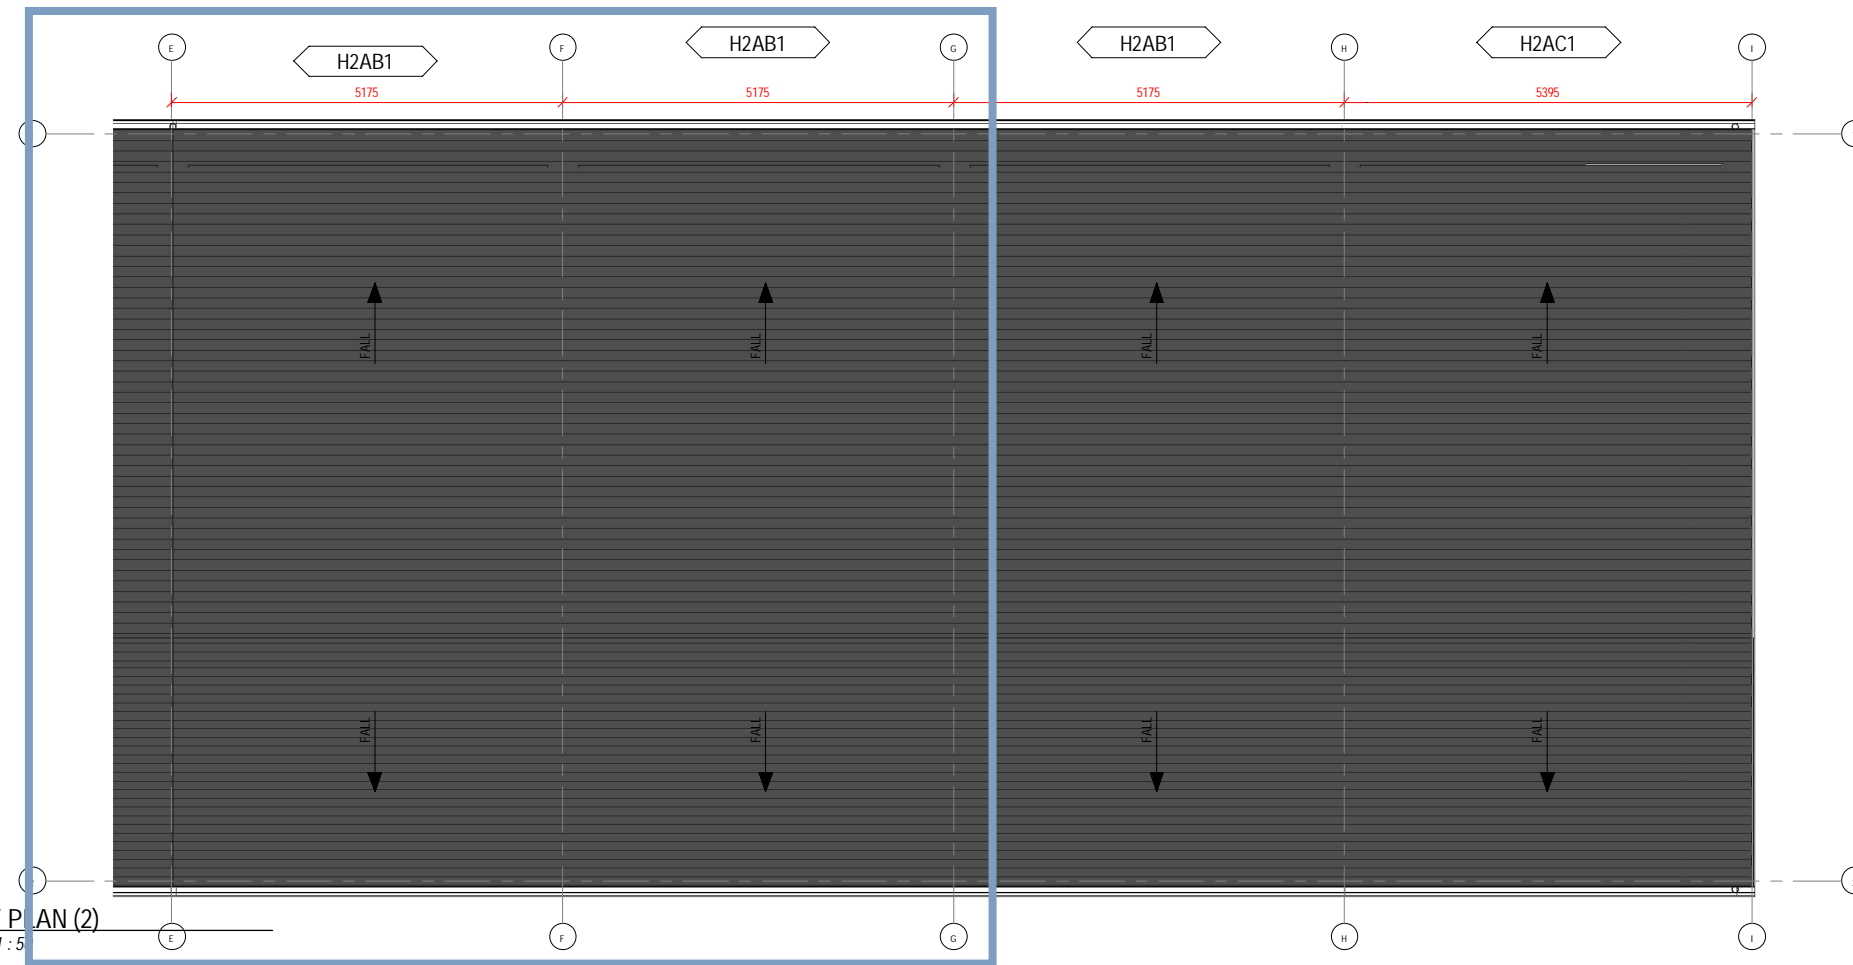 E F G H I
H2AB1 H2AB1 H2AB1 H2AC1
5175 5175 5175 5395
FALL FALL FALL FALL
FALL FALL FALL FALL
PLAN (2)
E F G H I